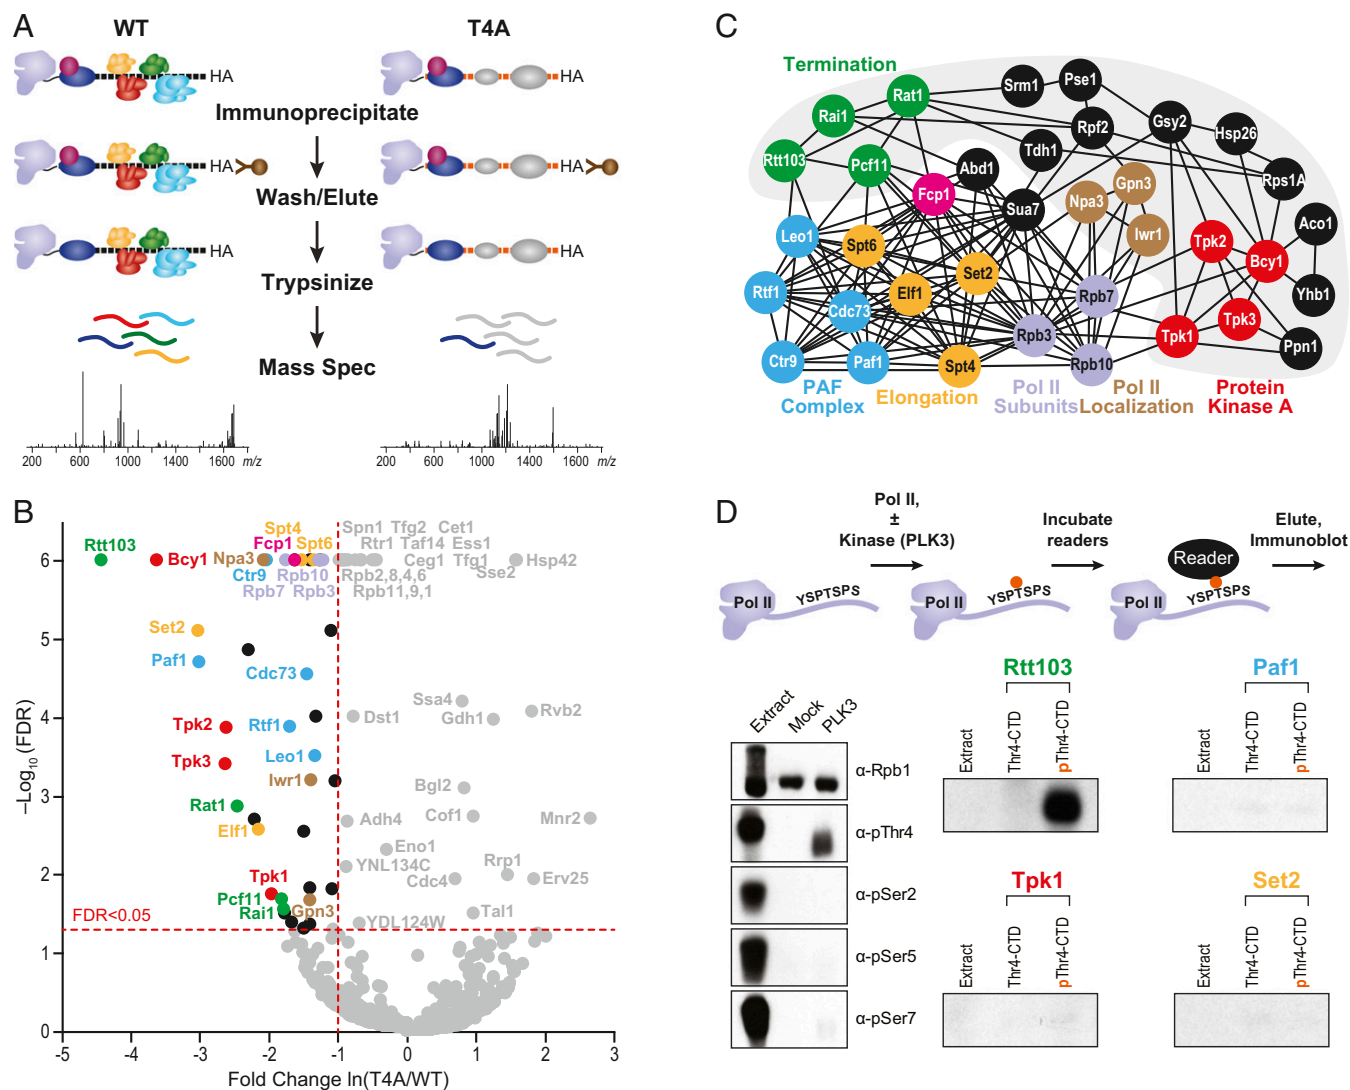 A
WT
T4A
HA
HA
Immunoprecipitate
HA
HA
Wash/Elute
HA
HA
Trypsinize
Mass Spec
200 600 1000 1400 1600 m/z
200 600 1000 1400 1600 m/z
B
–Log10(FDR)
6
5
4
3
2
1
0
-5 -4 -3 -2 -1 0 1 2 3
Fold Change ln(T4A/WT)
FDR<0.05
Spt4
Spn1 Tfg2 Cet1
Fcp1 Spt6
Rtr1 Taf14 Ess1
Rtt103
Bcy1
Npa3
Ceg1 Tfg1 Hsp42
Ctr9 Rpb10
Rpb2,8,4,6 Sse2
Rpb7 Rpb3
Rpb11,9,1
Set2
Paf1
Cdc73
Ssa4
Tpk2
Rtf1
Dst1
Gdh1
Rvb2
Tpk3
Leo1
Iwr1
Bgl2
Rat1
Elf1
Adh4
Cof1
Mnr2
Eno1
YNL134C
Rrp1
Tpk1
Cdc4
Erv25
Pcf11
Rai1
Gpn3
YDL124W
Tal1
C
Termination
Rat1
Srm1
Pse1
Rai1
Rpf2
Gsy2
Hsp26
Rtt103
Pcf11
Abd1
Tdh1
Fcp1
Gpn3
Rps1A
Sua7
Npa3
Leo1
Spt6
Iwr1
Tpk2
Aco1
Rtf1
Elf1
Set2
Bcy1
Cdc73
Rpb7
Yhb1
Rpb3
Tpk1
Tpk3
Ctr9
Paf1
Spt4
Rpb10
Ppn1
PAF
Complex
Elongation
Pol II
Subunits
Pol II
Localization
Protein
Kinase A
D
Pol II,
±
Kinase (PLK3)
Incubate
readers
Elute,
Immunoblot
Pol II
YSPTSPS
Pol II
YSPTSPS
Reader
Pol II
YSPTSPS
Extract
Mock
PLK3
α-Rpb1
α-pThr4
α-pSer2
α-pSer5
α-pSer7
Rtt103
Extract
Thr4-CTD
pThr4-CTD
Paf1
Extract
Thr4-CTD
pThr4-CTD
Tpk1
Extract
Thr4-CTD
pThr4-CTD
Set2
Extract
Thr4-CTD
pThr4-CTD